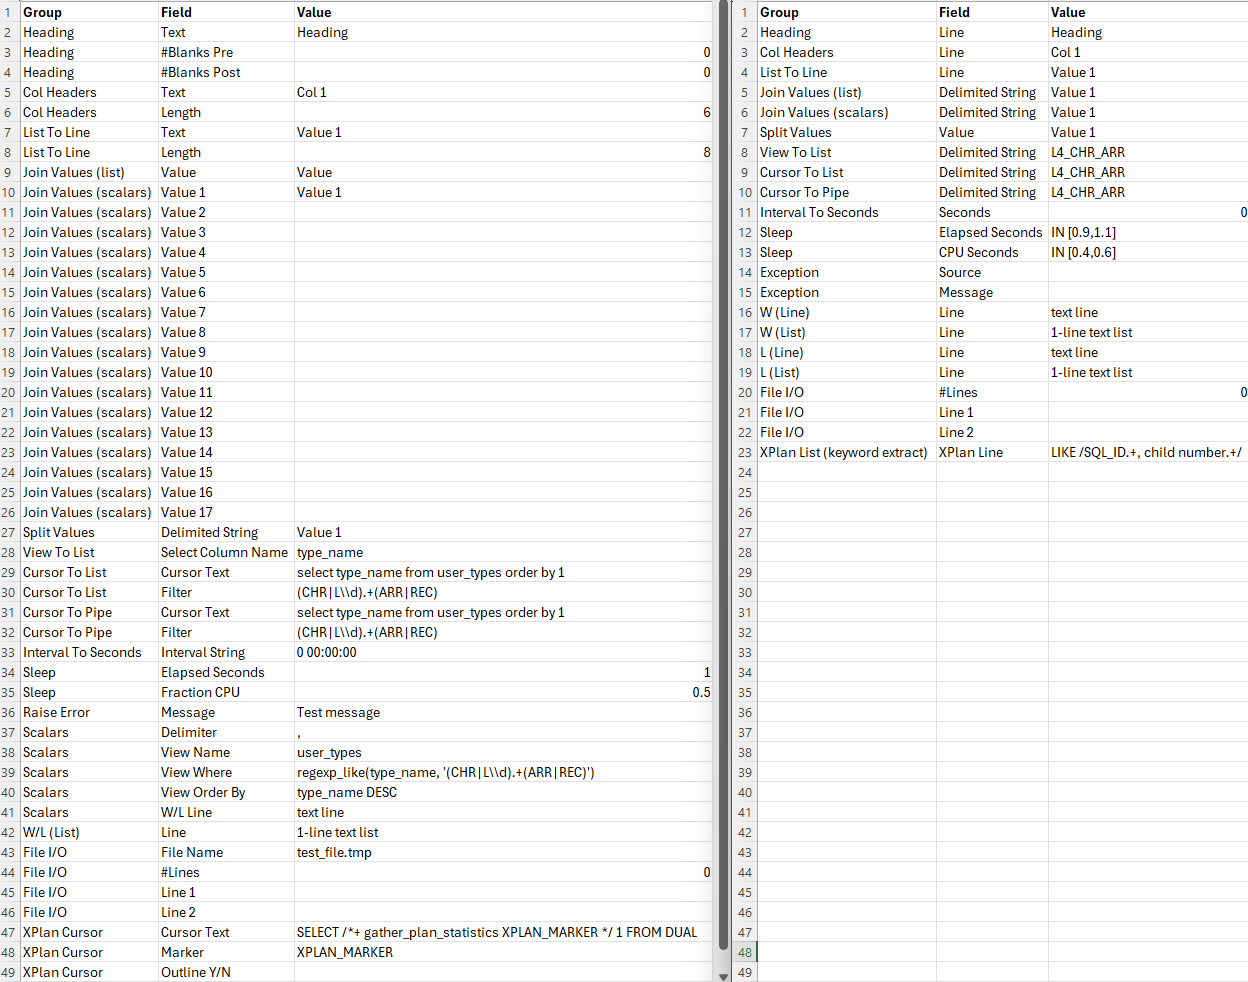 1 Group Field Value
2 Heading Text Heading
3 Heading #Blanks Pre 0
4 Heading #Blanks Post 0
5 Col Headers Text Col 1
6 Col Headers Length 6
7 List To Line Text Value 1
8 List To Line Length 8
9 Join Values (list) Value Value
10 Join Values (scalars) Value 1 Value 1
11 Join Values (scalars) Value 2
12 Join Values (scalars) Value 3
13 Join Values (scalars) Value 4
14 Join Values (scalars) Value 5
15 Join Values (scalars) Value 6
16 Join Values (scalars) Value 7
17 Join Values (scalars) Value 8
18 Join Values (scalars) Value 9
19 Join Values (scalars) Value 10
20 Join Values (scalars) Value 11
21 Join Values (scalars) Value 12
22 Join Values (scalars) Value 13
23 Join Values (scalars) Value 14
24 Join Values (scalars) Value 15
25 Join Values (scalars) Value 16
26 Join Values (scalars) Value 17
27 Split Values Delimited String Value 1
28 View To List Select Column Name type_name
29 Cursor To List Cursor Text select type_name from user_types order by 1
30 Cursor To List Filter (CHR|L\\d).+(ARR|REC)
31 Cursor To Pipe Cursor Text select type_name from user_types order by 1
32 Cursor To Pipe Filter (CHR|L\\d).+(ARR|REC)
33 Interval To Seconds Interval String 0 00:00:00
34 Sleep Elapsed Seconds 1
35 Sleep Fraction CPU 0.5
36 Raise Error Message Test message
37 Scalars Delimiter ,
38 Scalars View Name user_types
39 Scalars View Where regexp_like(type_name, '(CHR|L\\d).+(ARR|REC)')
40 Scalars View Order By type_name DESC
41 Scalars W/L Line text line
42 W/L (List) Line 1-line text list
43 File I/O File Name test_file.tmp
44 File I/O #Lines 0
45 File I/O Line 1
46 File I/O Line 2
47 XPlan Cursor Cursor Text SELECT /*+ gather_plan_statistics XPLAN_MARKER */ 1 FROM DUAL
48 XPlan Cursor Marker XPLAN_MARKER
49 XPlan Cursor Outline Y/N
1 Group Field Value
2 Heading Line Heading
3 Col Headers Line Col 1
4 List To Line Line Value 1
5 Join Values (list) Delimited String Value 1
6 Join Values (scalars) Delimited String Value 1
7 Split Values Value Value 1
8 View To List Delimited String L4_CHR_ARR
9 Cursor To List Delimited String L4_CHR_ARR
10 Cursor To Pipe Delimited String L4_CHR_ARR
11 Interval To Seconds Seconds 0
12 Sleep Elapsed Seconds IN [0.9,1.1]
13 Sleep CPU Seconds IN [0.4,0.6]
14 Exception Source
15 Exception Message
16 W (Line) Line text line
17 W (List) Line 1-line text list
18 L (Line) Line text line
19 L (List) Line 1-line text list
20 File I/O #Lines 0
21 File I/O Line 1
22 File I/O Line 2
23 XPlan List (keyword extract) XPlan Line LIKE /SQL_ID.+, child number.+/
24
25
26
27
28
29
30
31
32
33
34
35
36
37
38
39
40
41
42
43
44
45
46
47
48
49